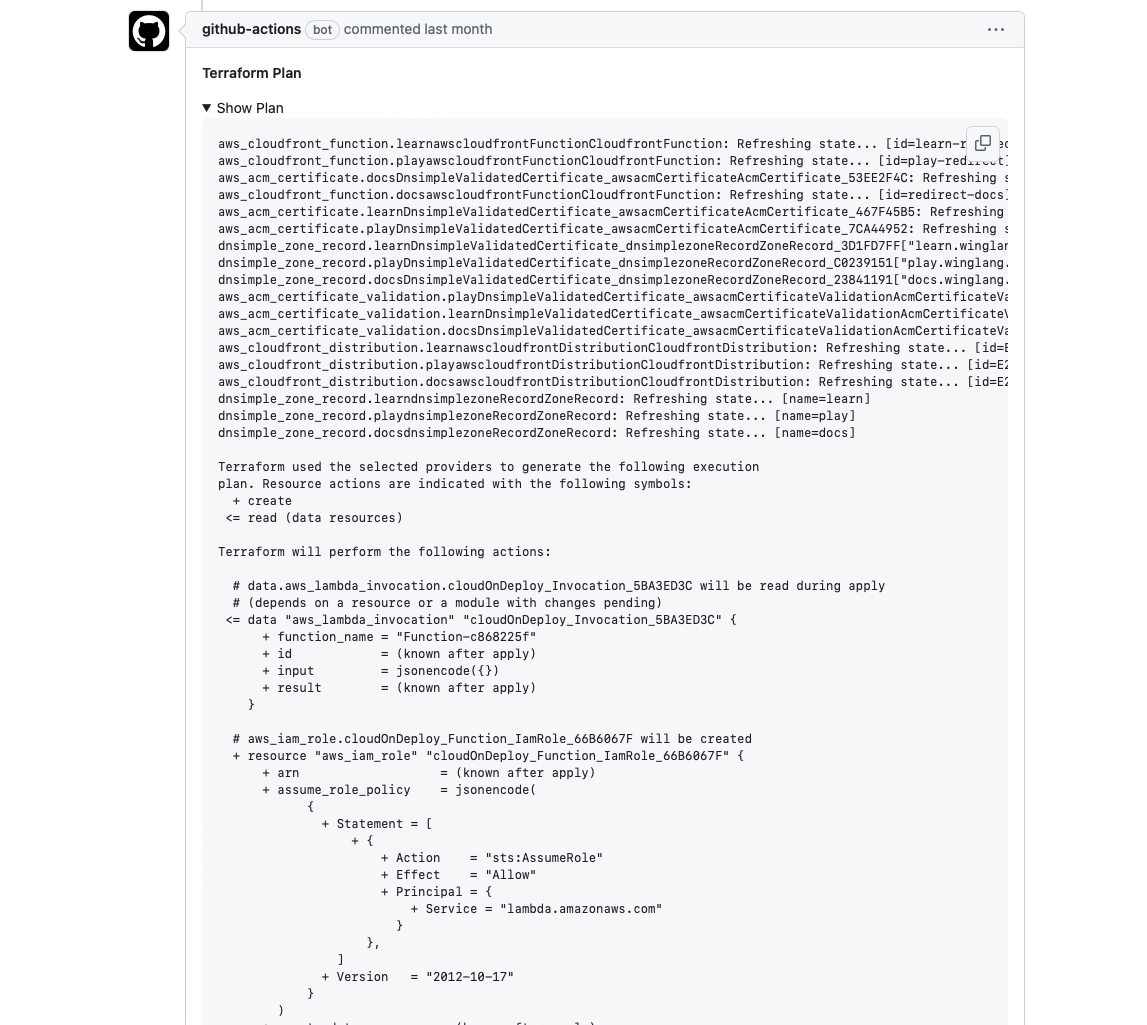 github-actions bot commented last month
Terraform Plan
▼ Show Plan
aws_cloudfront_function.learnawscloudfrontFunctionCloudfrontFunction: Refreshing state... [id=learn-r
aws_cloudfront_function.playawscloudfrontFunctionCloudfrontFunction: Refreshing state... [id=play-redirect]
aws_acm_certificate.docsDnsimpleValidatedCertificate_awsacmCertificateAcmCertificate_53EE2F4C: Refreshing s
aws_cloudfront_function.docsawscloudfrontFunctionCloudfrontFunction: Refreshing state... [id=redirect-docs]
aws_acm_certificate.learnDnsimpleValidatedCertificate_awsacmCertificateAcmCertificate_467F45B5: Refreshing
aws_acm_certificate.playDnsimpleValidatedCertificate_awsacmCertificateAcmCertificate_7CA44952: Refreshing s
dnsimple_zone_record.learnDnsimpleValidatedCertificate_dnsimplezoneRecordZoneRecord_3D1FD7FF["learn.winglan
dnsimple_zone_record.playDnsimpleValidatedCertificate_dnsimplezoneRecordZoneRecord_C0239151["play.winglang.
dnsimple_zone_record.docsDnsimpleValidatedCertificate_dnsimplezoneRecordZoneRecord_23841191["docs.winglang.
aws_acm_certificate_validation.playDnsimpleValidatedCertificate_awsacmCertificateValidationAcmCertificateVa
aws_acm_certificate_validation.learnDnsimpleValidatedCertificate_awsacmCertificateValidationAcmCertificateV
aws_acm_certificate_validation.docsDnsimpleValidatedCertificate_awsacmCertificateValidationAcmCertificateVa
aws_cloudfront_distribution.learnawscloudfrontDistributionCloudfrontDistribution: Refreshing state... [id=E
aws_cloudfront_distribution.playawscloudfrontDistributionCloudfrontDistribution: Refreshing state... [id=E2
aws_cloudfront_distribution.docsawscloudfrontDistributionCloudfrontDistribution: Refreshing state... [id=E2
dnsimple_zone_record.learndnsimplezoneRecordZoneRecord: Refreshing state... [name=learn]
dnsimple_zone_record.playdnsimplezoneRecordZoneRecord: Refreshing state... [name=play]
dnsimple_zone_record.docsdnsimplezoneRecordZoneRecord: Refreshing state... [name=docs]
Terraform used the selected providers to generate the following execution
plan. Resource actions are indicated with the following symbols:
+ create
<= read (data resources)
Terraform will perform the following actions:
# data.aws_lambda_invocation.cloudOnDeploy_Invocation_5BA3ED3C will be read during apply
# (depends on a resource or a module with changes pending)
<= data "aws_lambda_invocation" "cloudOnDeploy_Invocation_5BA3ED3C" {
+ function_name = "Function-c868225f"
+ id = (known after apply)
+ input = jsonencode({})
+ result = (known after apply)
}
# aws_iam_role.cloudOnDeploy_Function_IamRole_66B6067F will be created
+ resource "aws_iam_role" "cloudOnDeploy_Function_IamRole_66B6067F" {
+ arn = (known after apply)
+ assume_role_policy = jsonencode(
{
+ Statement = [
+ {
+ Action = "sts:AssumeRole"
+ Effect = "Allow"
+ Principal = {
+ Service = "lambda.amazonaws.com"
}
},
]
+ Version = "2012-10-17"
}
)